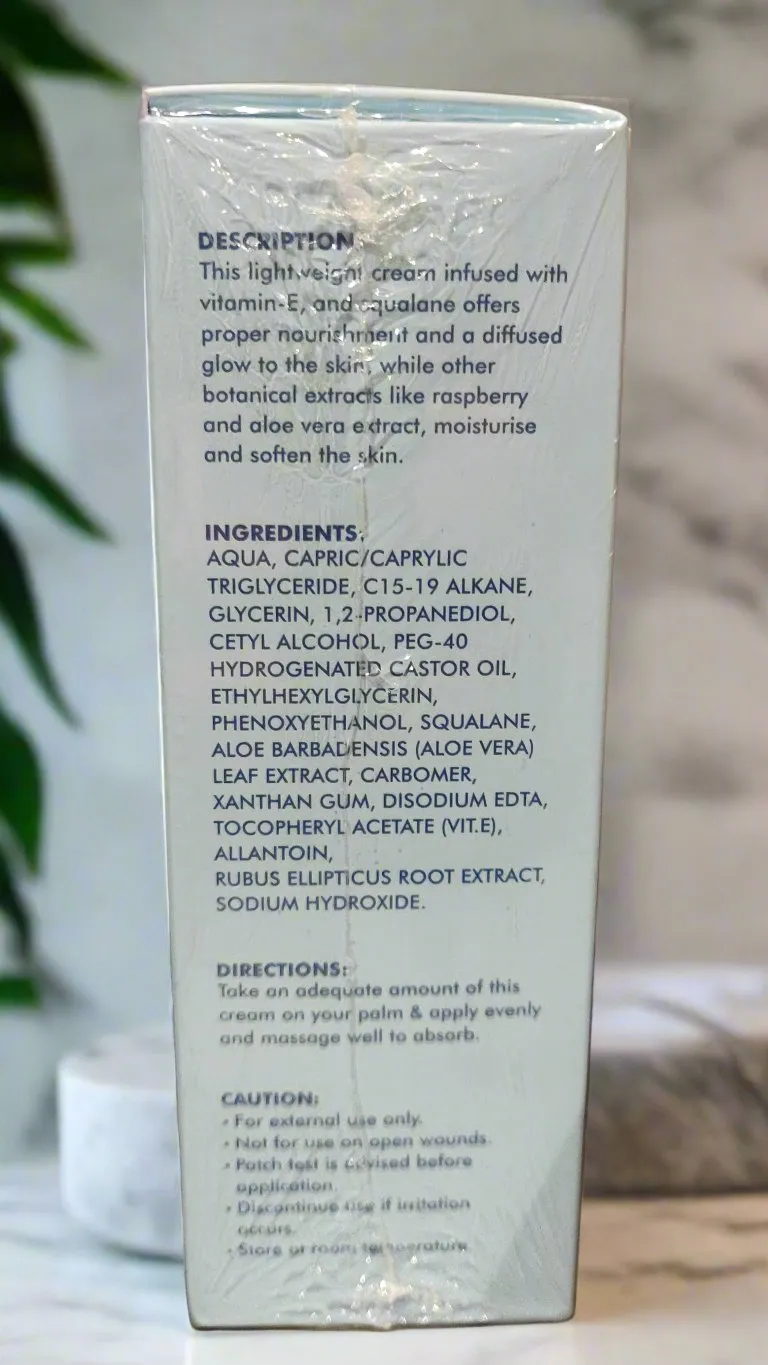 DESCRIPTION:
This lightweight cream infused with
vitamin-E, and squalane offers
proper nourishment and a diffused
glow to the skin, while other
botanical extracts like raspberry
and aloe vera extract, moisturise
and soften the skin.
INGREDIENTS:
AQUA, CAPRIC/CAPRYLIC
TRIGLYCERIDE, C15-19 ALKANE,
GLYCERIN, 1,2-PROPANEDIOL,
CETYL ALCOHOL, PEG-40
HYDROGENATED CASTOR OIL,
ETHYLHEXYLGLYCERIN,
PHENOXYETHANOL, SQUALANE,
ALOE BARBADENSIS (ALOE VERA)
LEAF EXTRACT, CARBOMER,
XANTHAN GUM, DISODIUM EDTA,
TOCOPHERYL ACETATE (VIT.E),
ALLANTOIN,
RUBUS ELLIPTICUS ROOT EXTRACT,
SODIUM HYDROXIDE.
DIRECTIONS:
Take an adequate amount of this
cream on your palm & apply evenly
and massage well to absorb.
CAUTION:
• For external use only.
• Not for use on open wounds.
• Patch test is advised before
application.
• Discontinue use if irritation
occurs.
• Store at room temperature